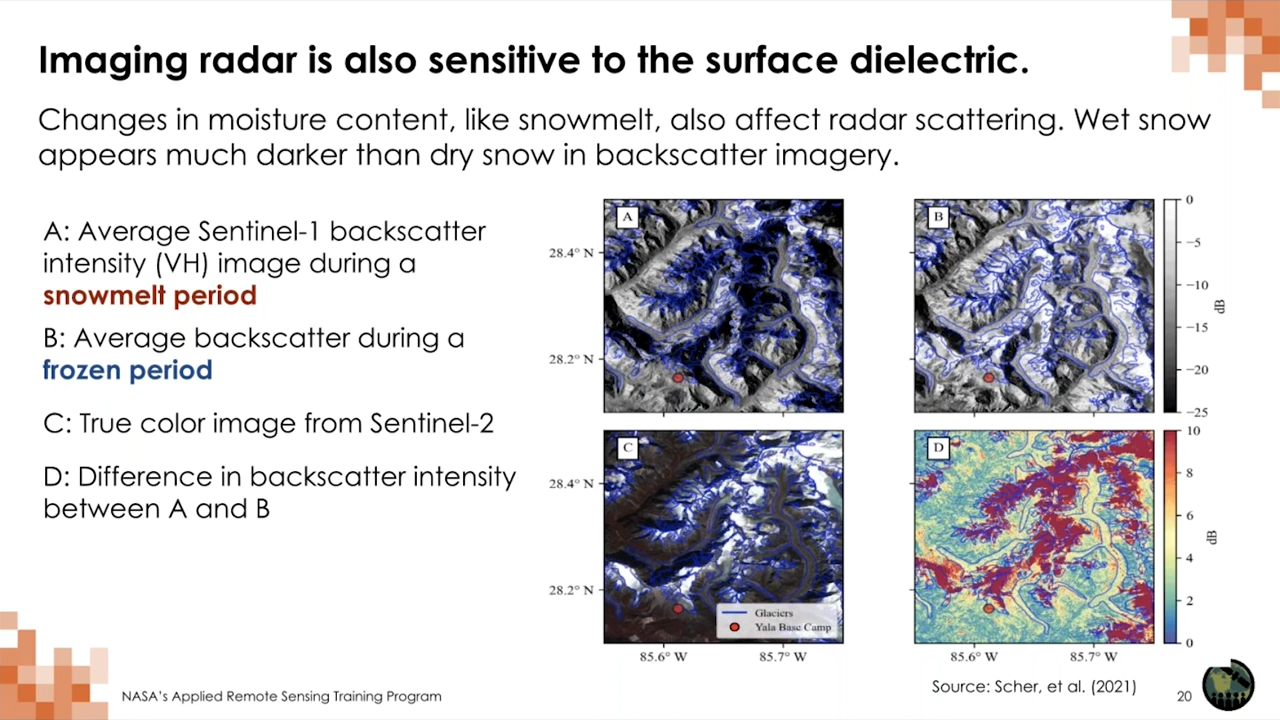 Imaging radar is also sensitive to the surface dielectric.
Changes in moisture content, like snowmelt, also affect radar scattering. Wet snow
appears much darker than dry snow in backscatter imagery.
A: Average Sentinel-1 backscatter
intensity (VH) image during a
snowmelt period
B: Average backscatter during a
frozen period
C: True color image from Sentinel-2
D: Difference in backscatter intensity
between A and B
A
B
28.4° N
28.2° N
0
−5
−10
−15
−20
−25
dB
C
D
28.4° N
28.2° N
Glaciers
Yala Base Camp
10
8
6
4
2
0
dB
85.6° W
85.7° W
85.6° W
85.7° W
Source: Scher, et al. (2021)
NASA's Applied Remote Sensing Training Program
20